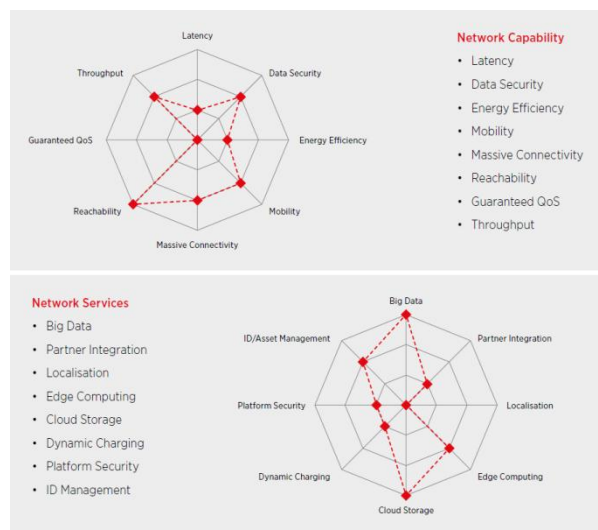 Latency
Throughput
Data Security
Guaranteed QoS
Energy Efficiency
Reachability
Mobility
Massive Connectivity
Network Capability
• Latency
• Data Security
• Energy Efficiency
• Mobility
• Massive Connectivity
• Reachability
• Guaranteed QoS
• Throughput
Network Services
• Big Data
• Partner Integration
• Localisation
• Edge Computing
• Cloud Storage
• Dynamic Charging
• Platform Security
• ID Management
Big Data
ID/Asset Management
Partner Integration
Platform Security
Localisation
Dynamic Charging
Edge Computing
Cloud Storage